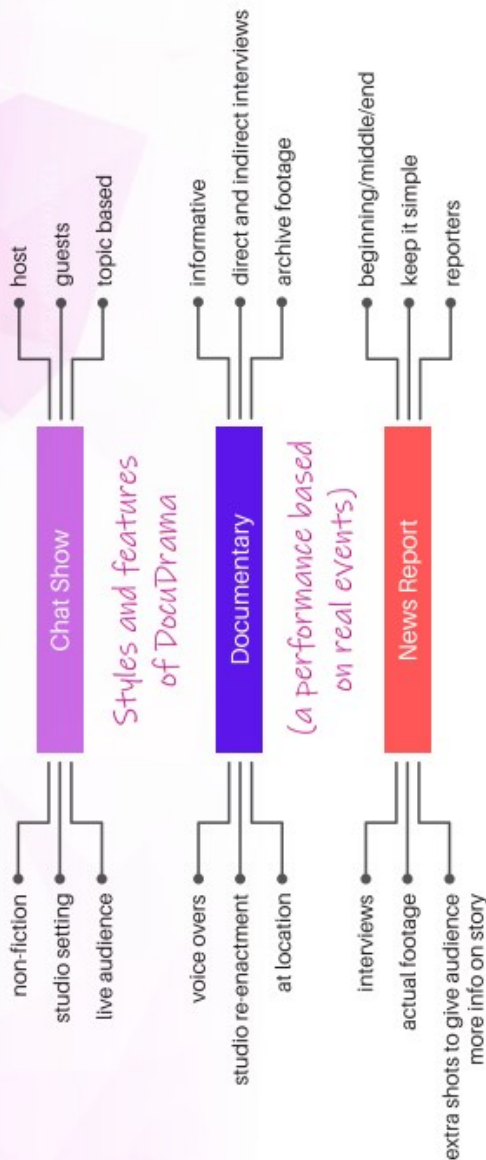 non-fiction
studio setting
live audience
Chat Show
host
guests
topic based
Styles and features
of DocuDrama
voice overs
studio re-enactment
at location
Documentary
informative
direct and indirect interviews
archive footage
(a performance based
on real events)
interviews
actual footage
extra shots to give audience
more info on story
News Report
beginning/middle/end
keep it simple
reporters